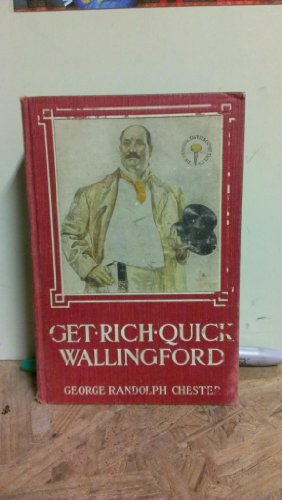 GET·RICH·QUICK
WALLINGFORD
GEORGE RANDOLPH CHESTER